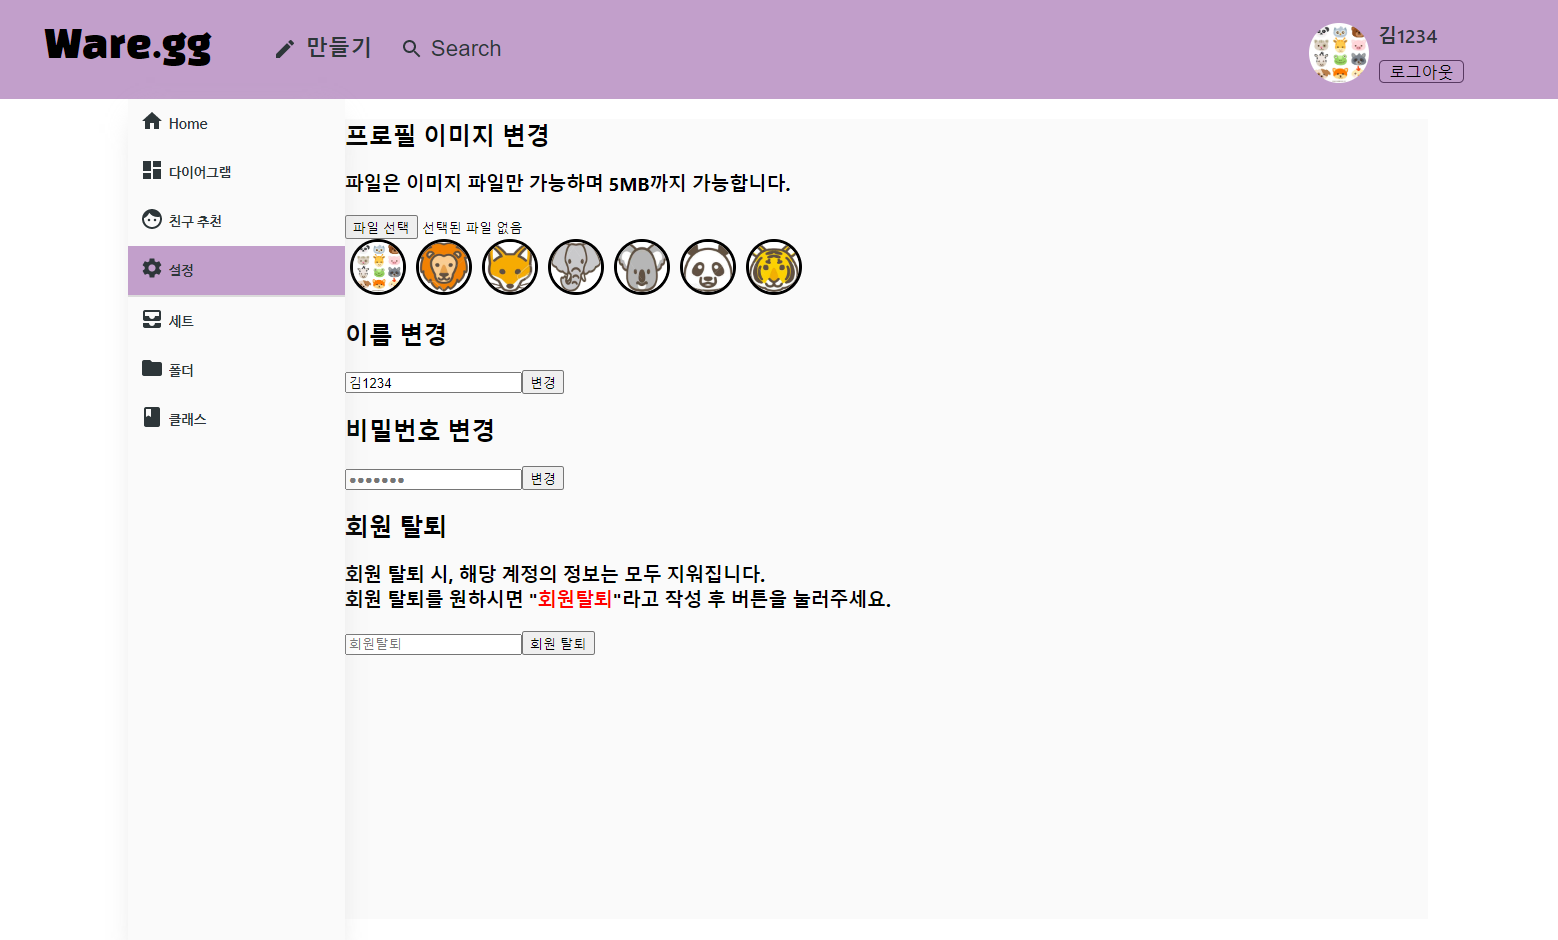 Ware.gg
만들기
Search
김1234
로그아웃
Home
다이어그램
친구 추천
설정
세트
폴더
클래스
프로필 이미지 변경
파일은 이미지 파일만 가능하며 5MB까지 가능합니다.
파일 선택 선택된 파일 없음
이름 변경
김1234 변경
비밀번호 변경
●●●●●●● 변경
회원 탈퇴
회원 탈퇴 시, 해당 계정의 정보는 모두 지워집니다.
회원 탈퇴를 원하시면 "회원탈퇴"라고 작성 후 버튼을 눌러주세요.
회원탈퇴 회원 탈퇴